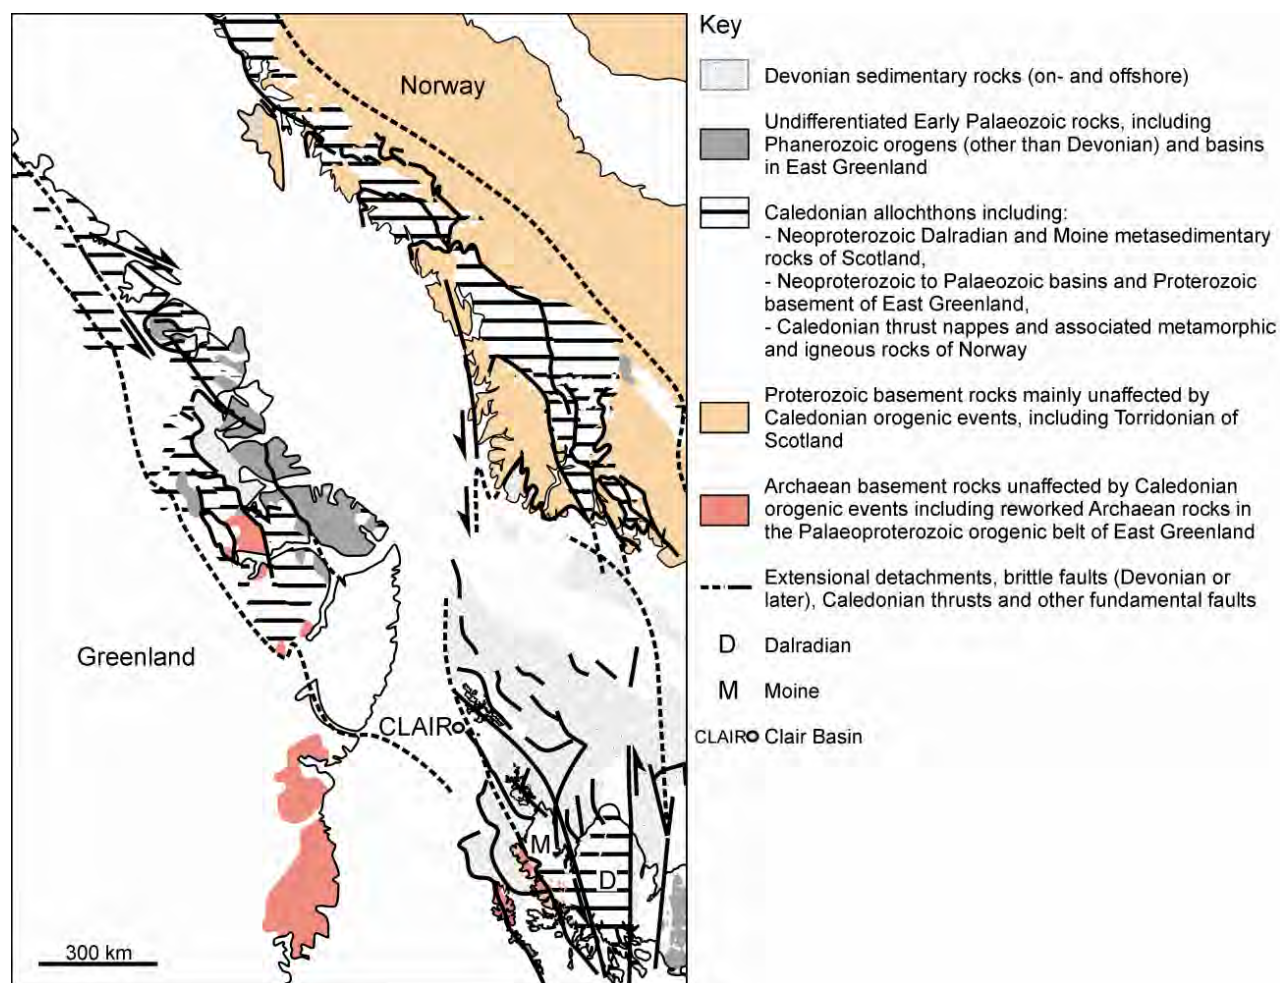 Norway
Greenland
CLAIR
M
D
300 km
Key
Devonian sedimentary rocks (on- and offshore)
Undifferentiated Early Palaeozoic rocks, including
Phanerozoic orogens (other than Devonian) and basins
in East Greenland
Caledonian allochthons including:
- Neoproterozoic Dalradian and Moine metasedimentary
rocks of Scotland,
- Neoproterozoic to Palaeozoic basins and Proterozoic
basement of East Greenland,
- Caledonian thrust nappes and associated metamorphic
and igneous rocks of Norway
Proterozoic basement rocks mainly unaffected by
Caledonian orogenic events, including Torridonian of
Scotland
Archaean basement rocks unaffected by Caledonian
orogenic events including reworked Archaean rocks in
the Palaeoproterozoic orogenic belt of East Greenland
Extensional detachments, brittle faults (Devonian or
later), Caledonian thrusts and other fundamental faults
D Dalradian
M Moine
CLAIR Clair Basin